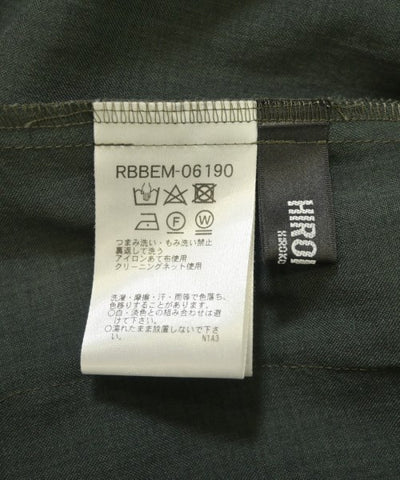 RBBEM-06190
F W
つまみ洗い・もみ洗い禁止
裏返して洗う
アイロンあて布使用
クリーニングネット使用
洗濯・摩擦・汗・雨等で色落ち、
色移りすることがあります。
○白・淡色との組み合わせは避
けて下さい。
○濡れたまま放置しないで下さ
い。
N1A3
HIROK
HIROKO